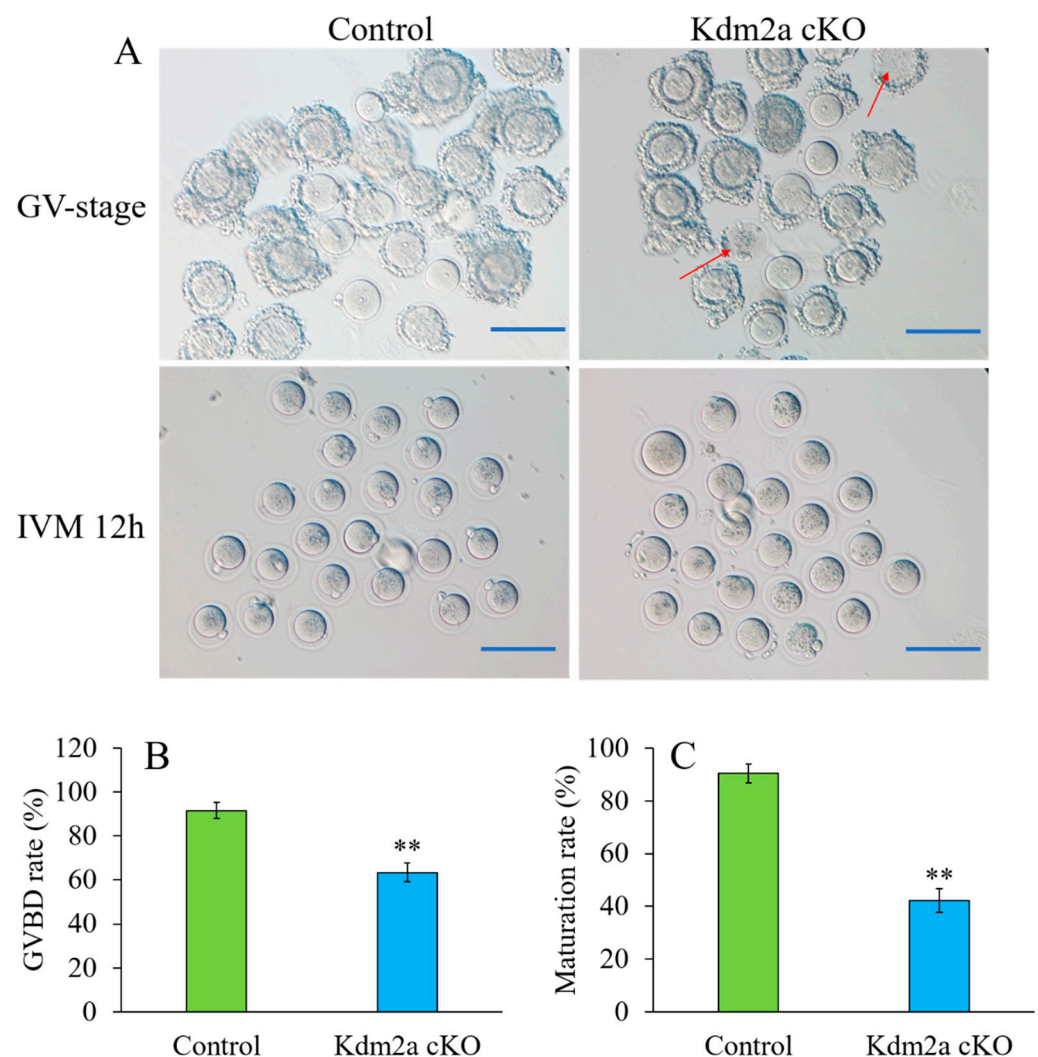 Control Kdm2a cKO
A
GV-stage
IVM 12h
B
GVBD rate (%)
120
100
80
60
40
20
0
**
Control Kdm2a cKO
C
Maturation rate (%)
100
80
60
40
20
0
**
Control Kdm2a cKO